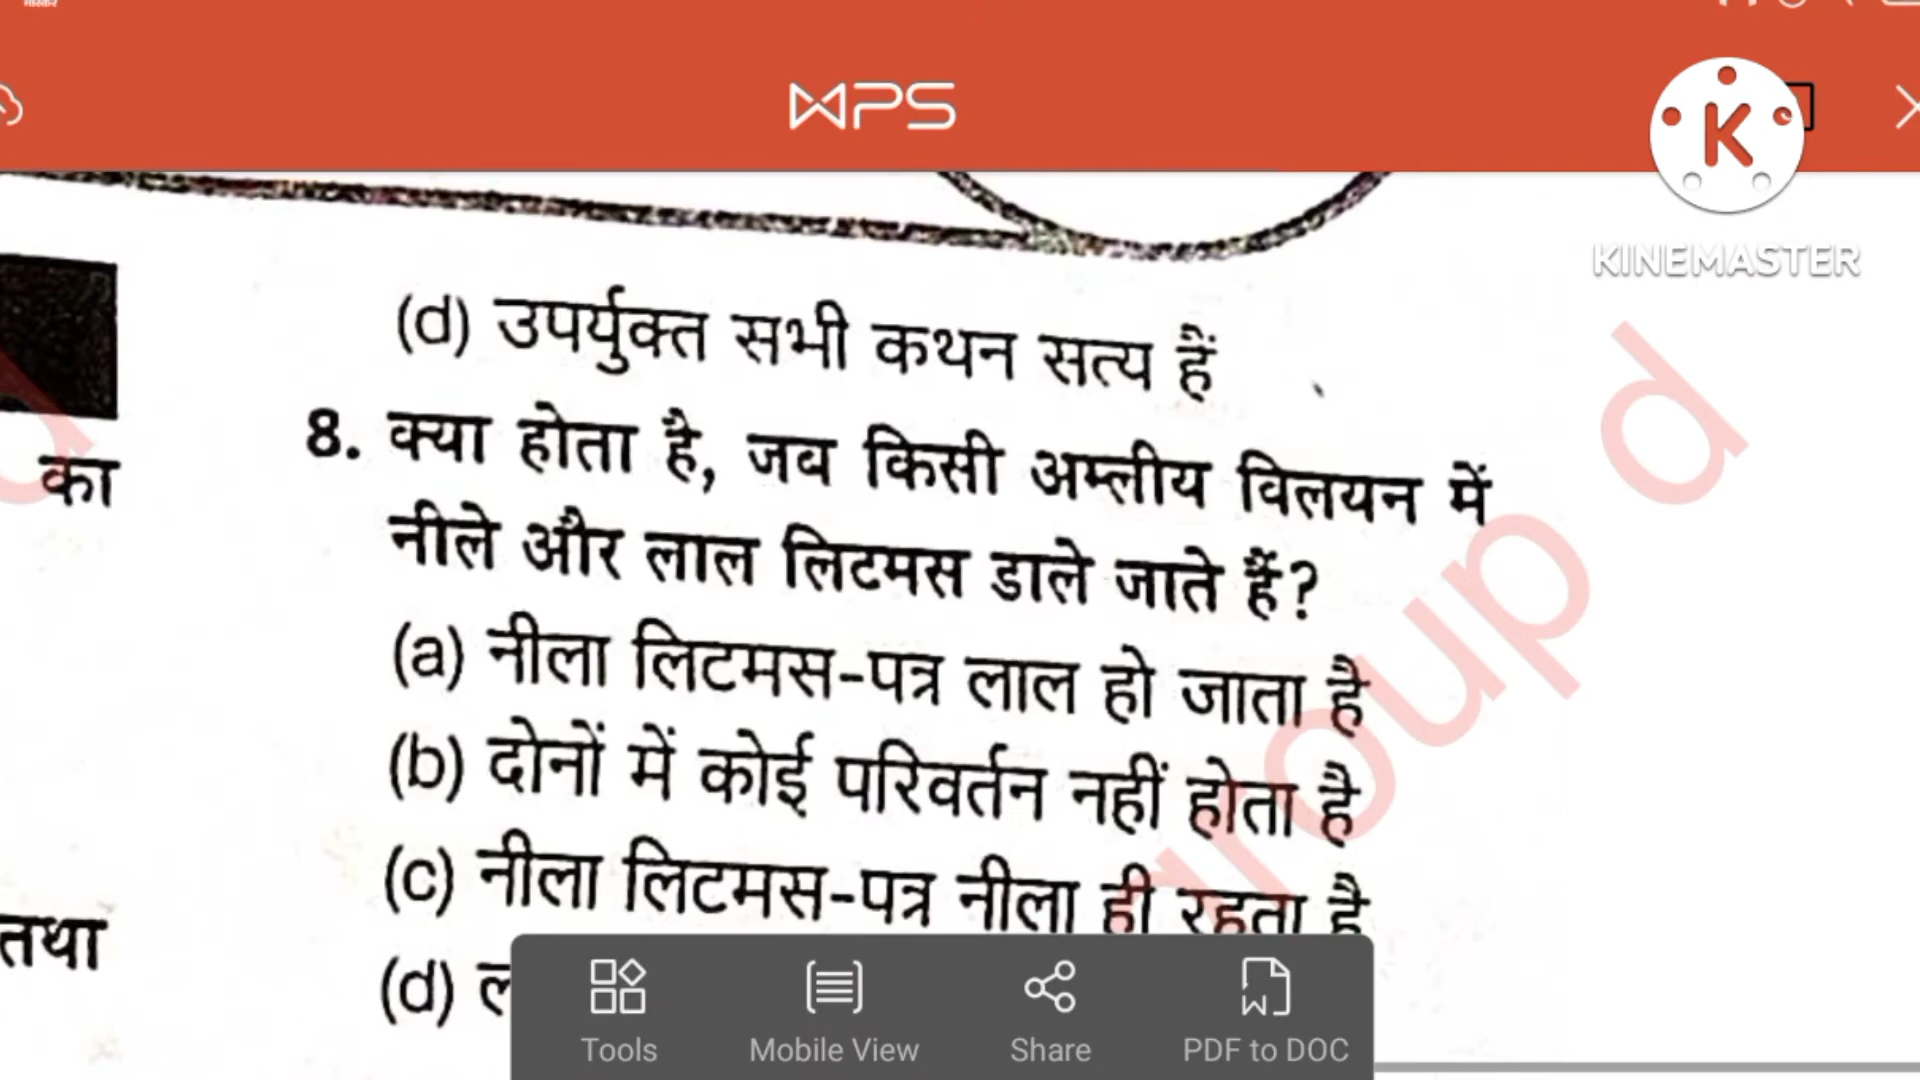 WPS
KINEMASTER
(d) उपर्युक्त सभी कथन सत्य हैं
8. क्या होता है, जब किसी अम्लीय विलयन में
का
नीले और लाल लिटमस डाले जाते हैं?
(a) नीला लिटमस-पत्र लाल हो जाता है
(b) दोनों में कोई परिवर्तन नहीं होता है
(c) नीला लिटमस-पत्र नीला ही रहता है
तथा
(d)
roup d
Tools Mobile View Share PDF to DOC